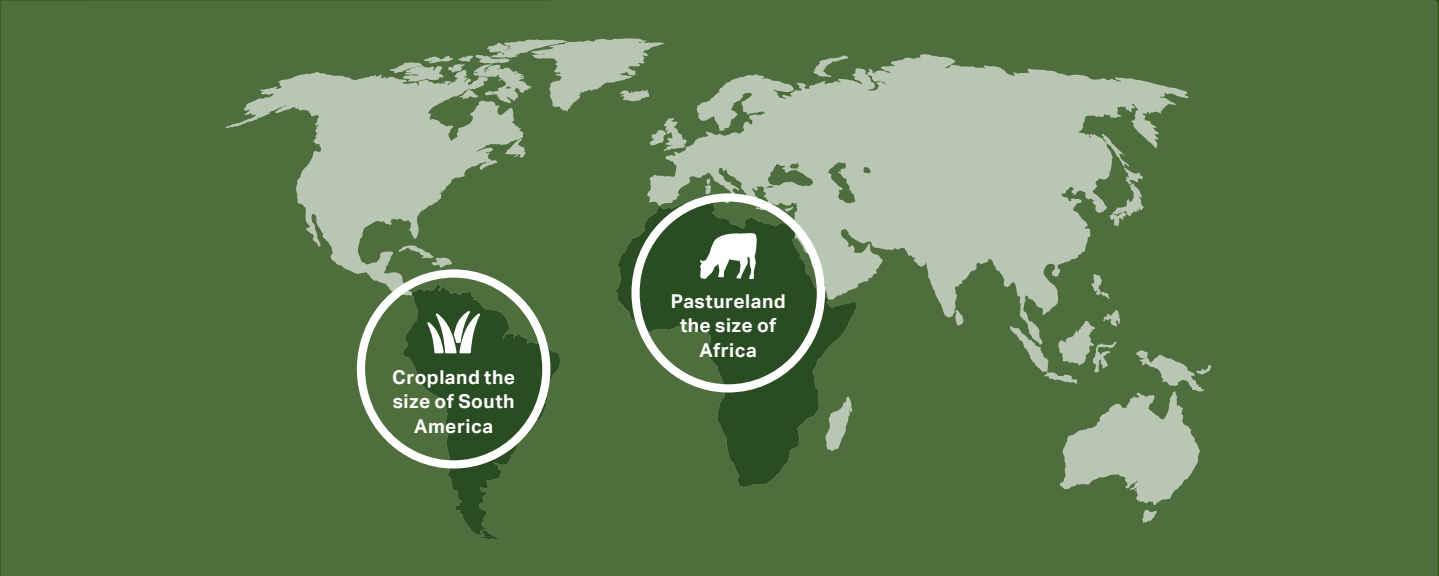 Pastureland
the size of
Africa
Cropland the
size of South
America